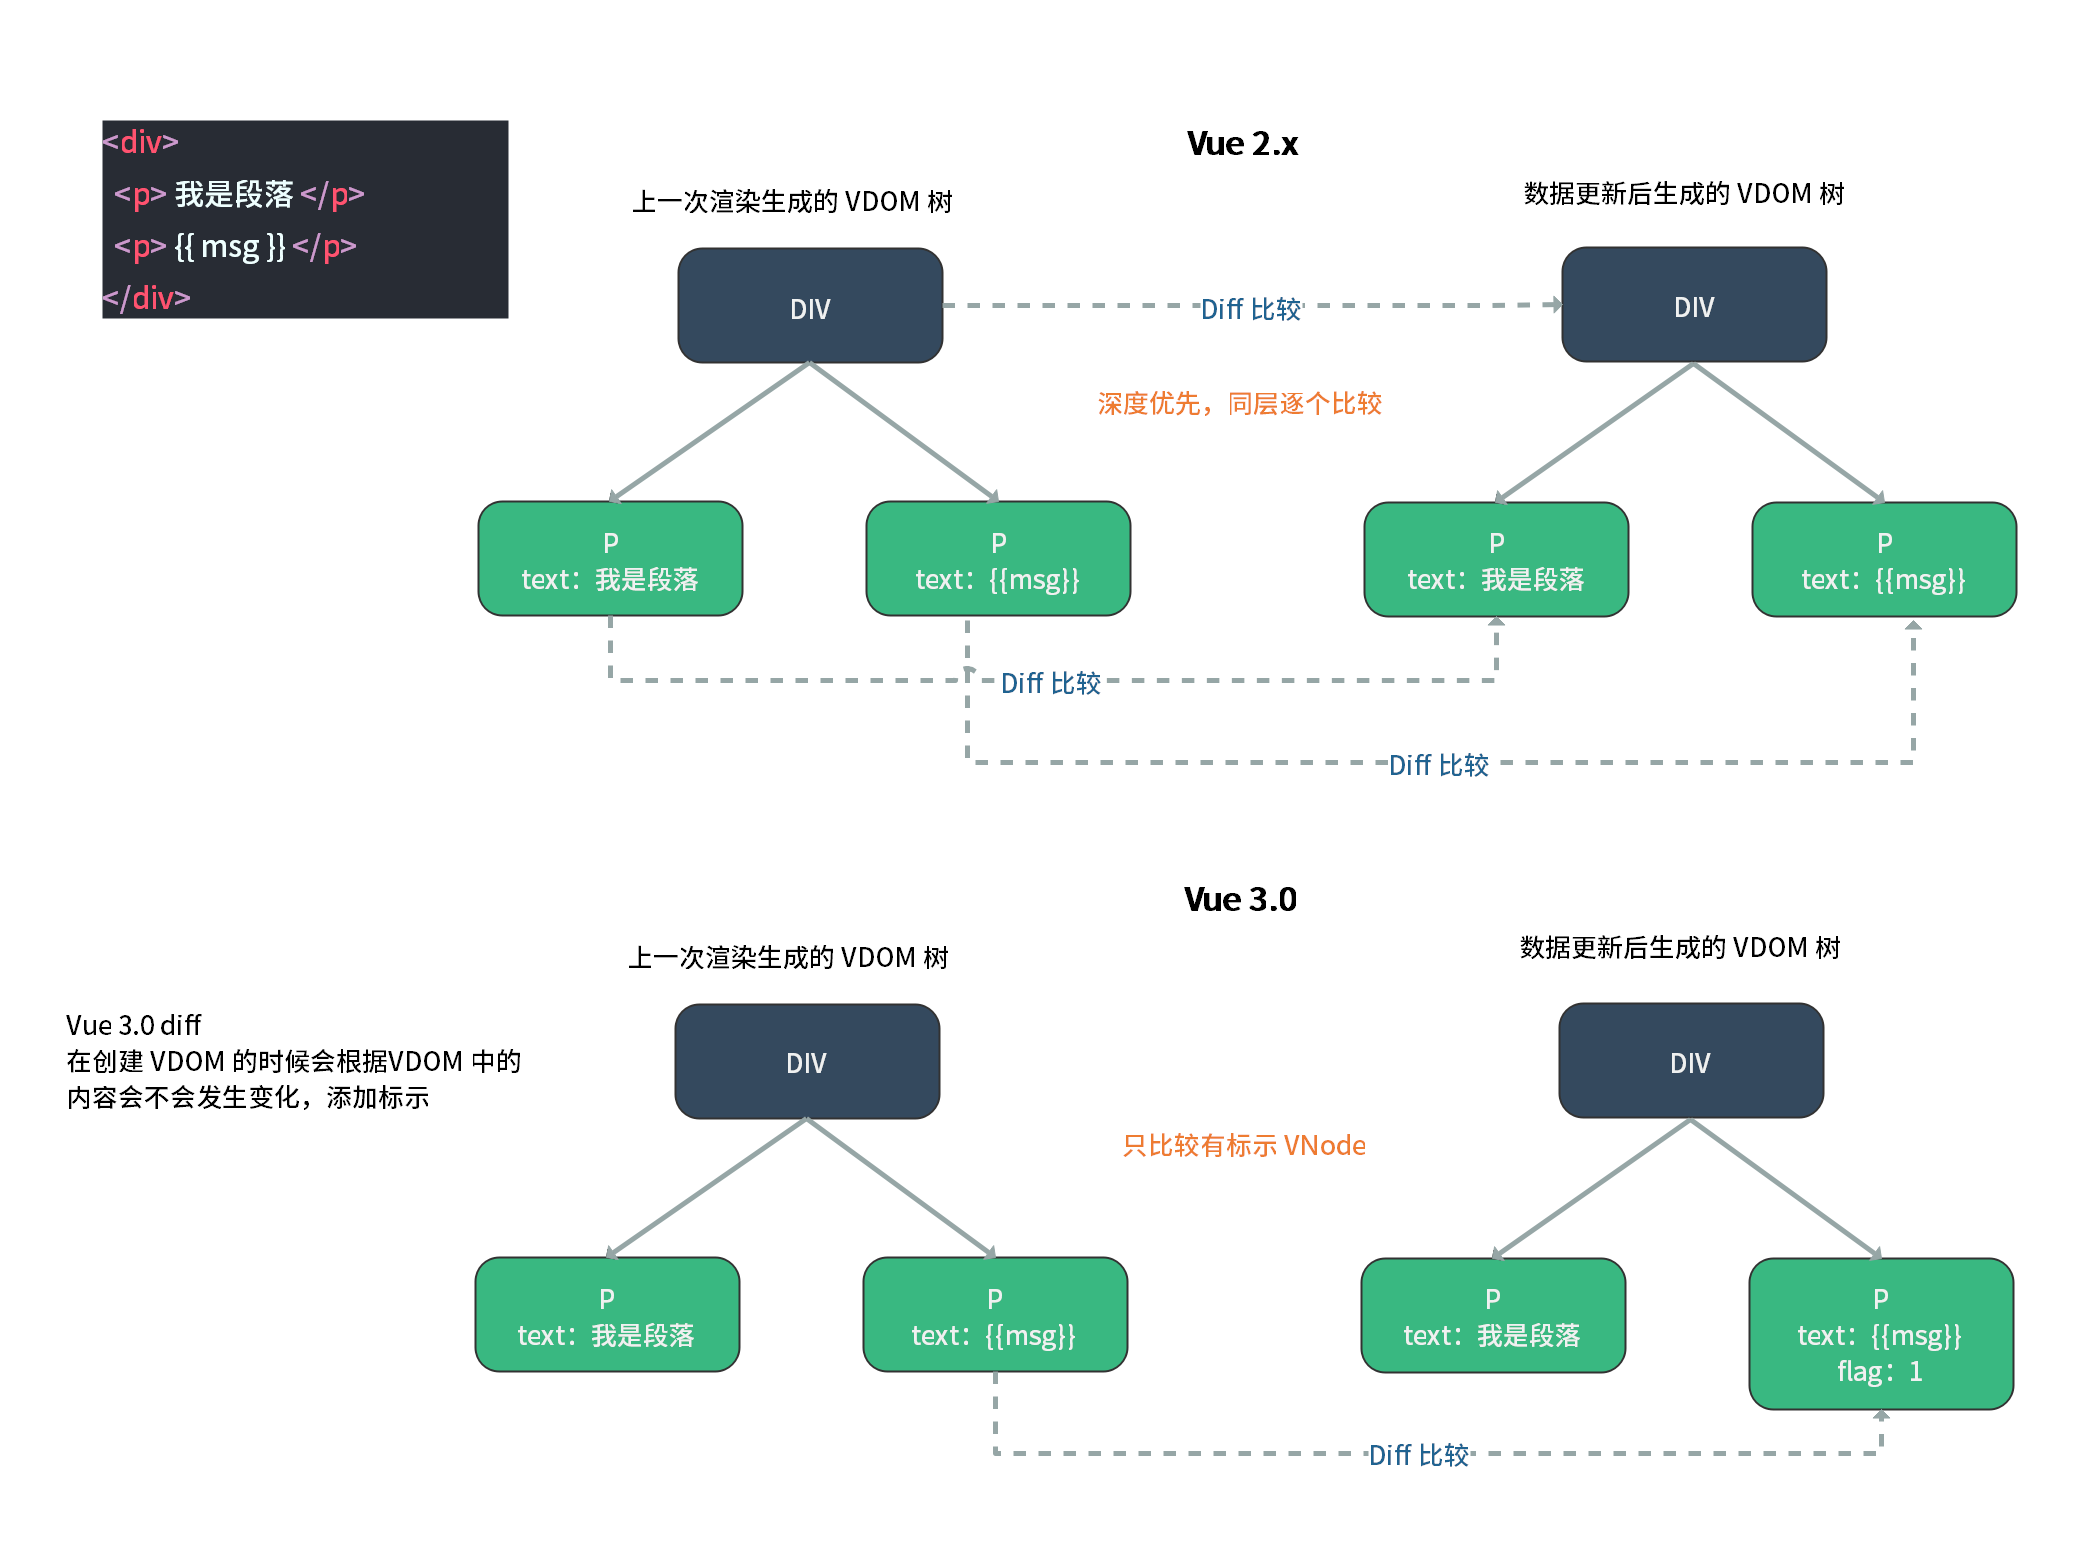 <div>
<p> 我是段落 </p>
<p> {{ msg }} </p>
</div>
Vue 2.x
上一次渲染生成的 VDOM 树
数据更新后生成的 VDOM 树
DIV
Diff 比较
DIV
深度优先，同层逐个比较
P
text：我是段落
P
text：{{msg}}
P
text：我是段落
P
text：{{msg}}
Diff 比较
Diff 比较
Vue 3.0
上一次渲染生成的 VDOM 树
数据更新后生成的 VDOM 树
Vue 3.0 diff
在创建 VDOM 的时候会根据VDOM 中的
内容会不会发生变化，添加标示
DIV
DIV
只比较有标示 VNode
P
text：我是段落
P
text：{{msg}}
P
text：我是段落
P
text：{{msg}}
flag：1
Diff 比较